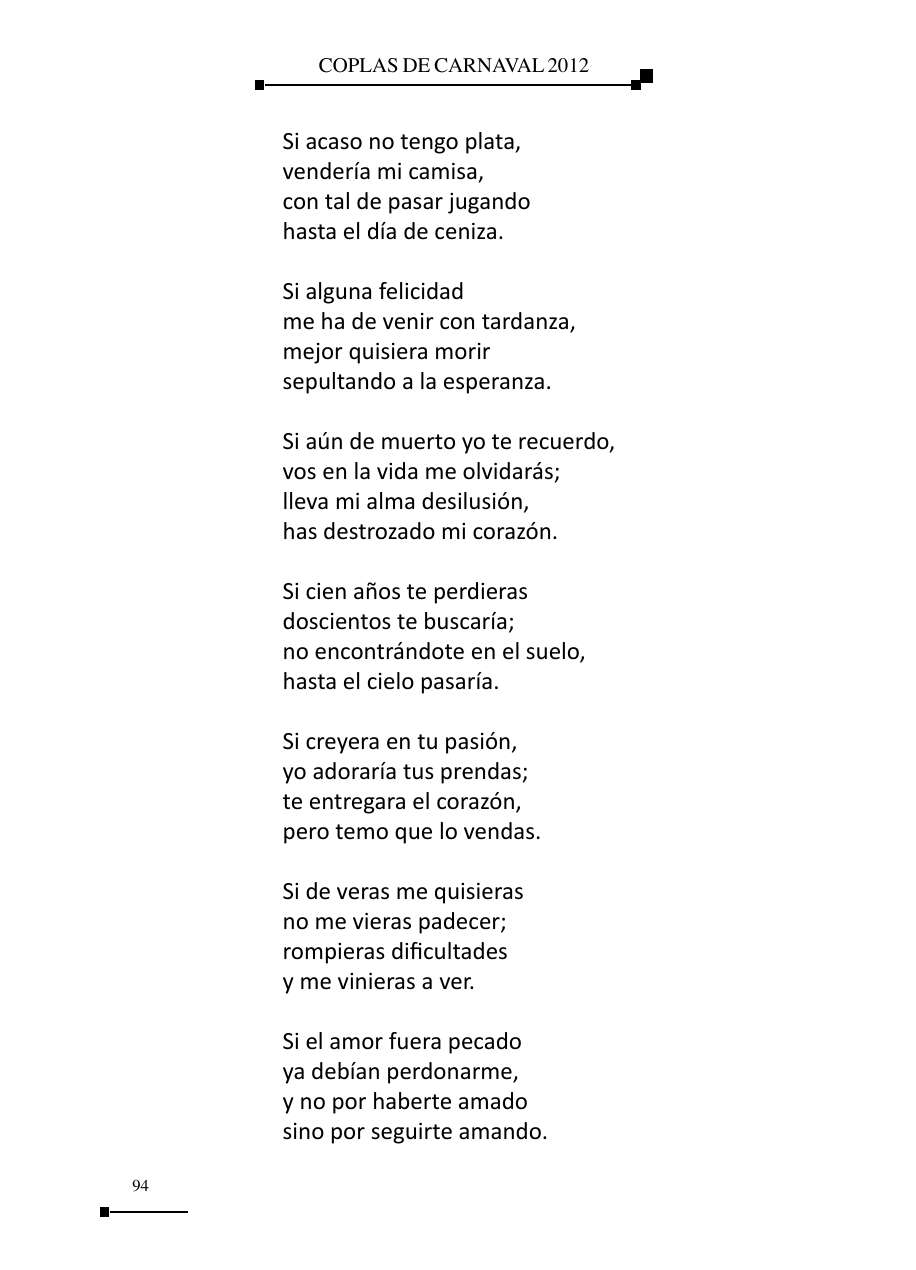 COPLAS DE CARNAVAL 2012
Si acaso no tengo plata,
vendería mi camisa,
con tal de pasar jugando
hasta el día de ceniza.
Si alguna felicidad
me ha de venir con tardanza,
mejor quisiera morir
sepultando a la esperanza.
Si aún de muerto yo te recuerdo,
vos en la vida me olvidarás;
lleva mi alma desilusión,
has destrozado mi corazón.
Si cien años te perdieras
doscientos te buscaría;
no encontrándote en el suelo,
hasta el cielo pasaría.
Si creyera en tu pasión,
yo adoraría tus prendas;
te entregara el corazón,
pero temo que lo vendas.
Si de veras me quisieras
no me vieras padecer;
rompieras dificultades
y me vinieras a ver.
Si el amor fuera pecado
ya debían perdonarme,
y no por haberte amado
sino por seguirte amando.
94